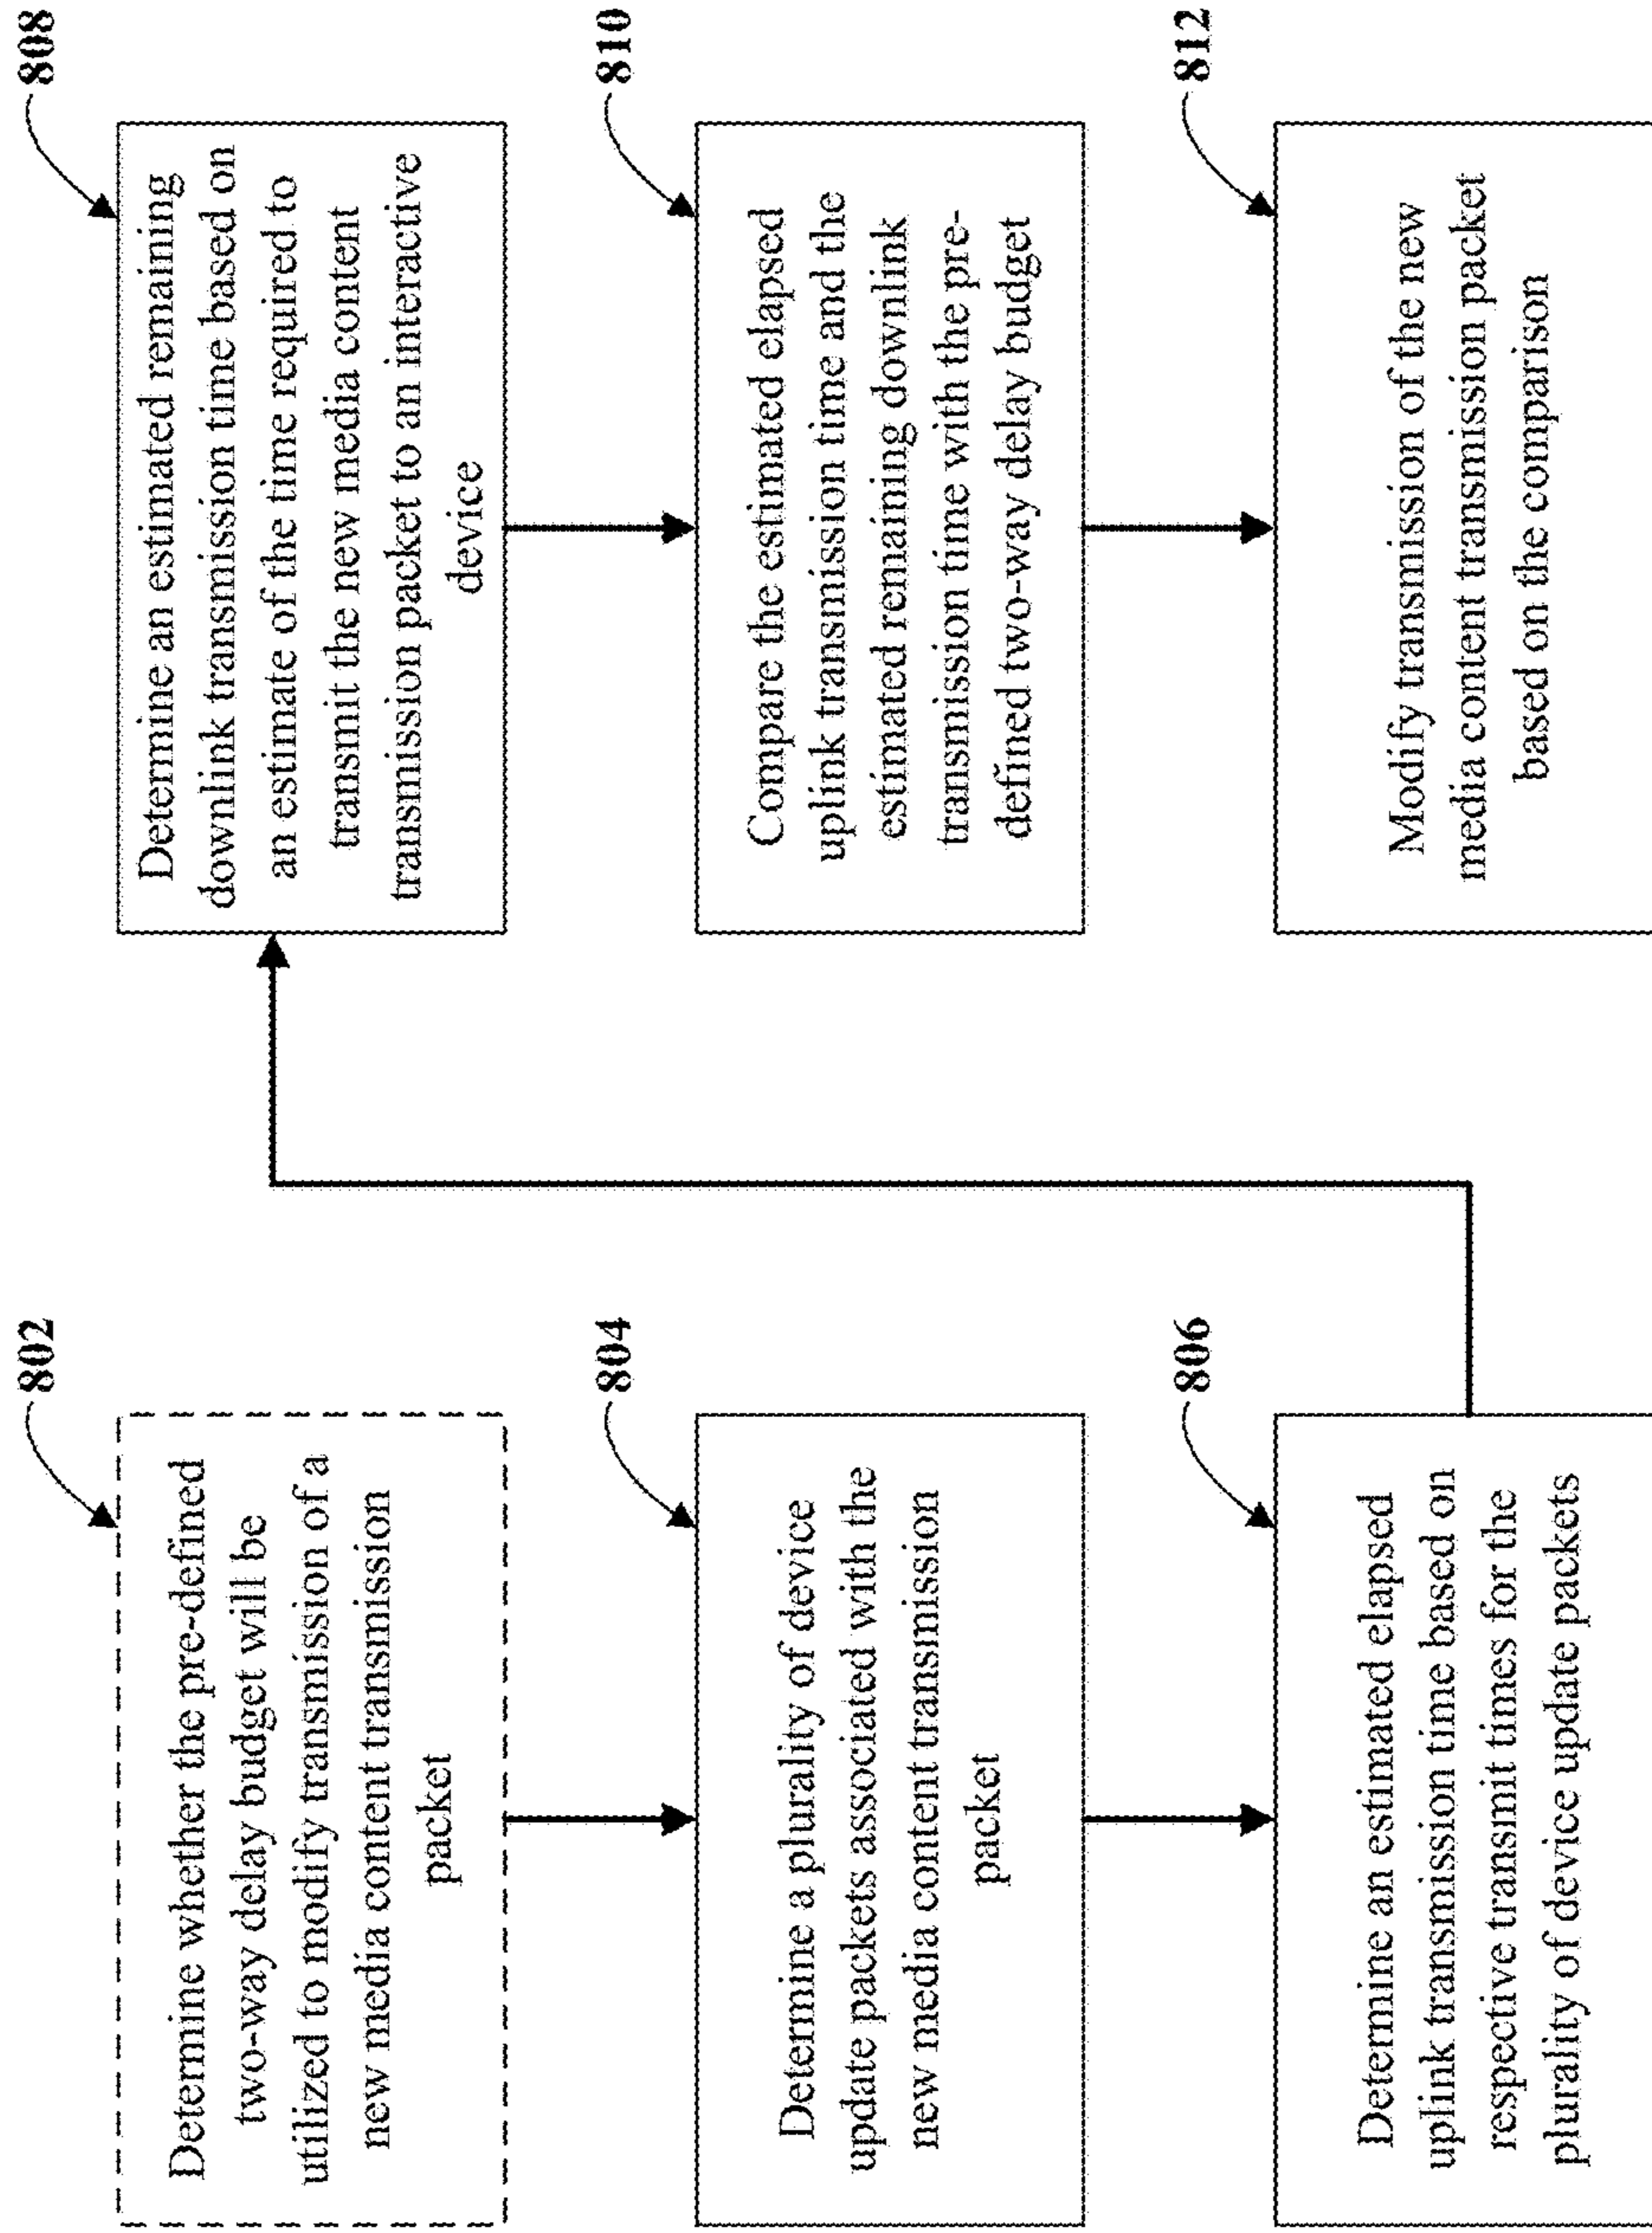 802
Determine whether the pre-defined
two-way delay budget will be
utilized to modify transmission of a
new media content transmission
packet
804
Determine a plurality of device
update packets associated with the
new media content transmission
packet
806
Determine an estimated elapsed
uplink transmission time based on
respective transmit times for the
plurality of device update packets
808
Determine an estimated remaining
downlink transmission time based on
an estimate of the time required to
transmit the new media content
transmission packet to an interactive
device
810
Compare the estimated elapsed
uplink transmission time and the
estimated remaining downlink
transmission time with the pre-
defined two-way delay budget
812
Modify transmission of the new
media content transmission packet
based on the comparison